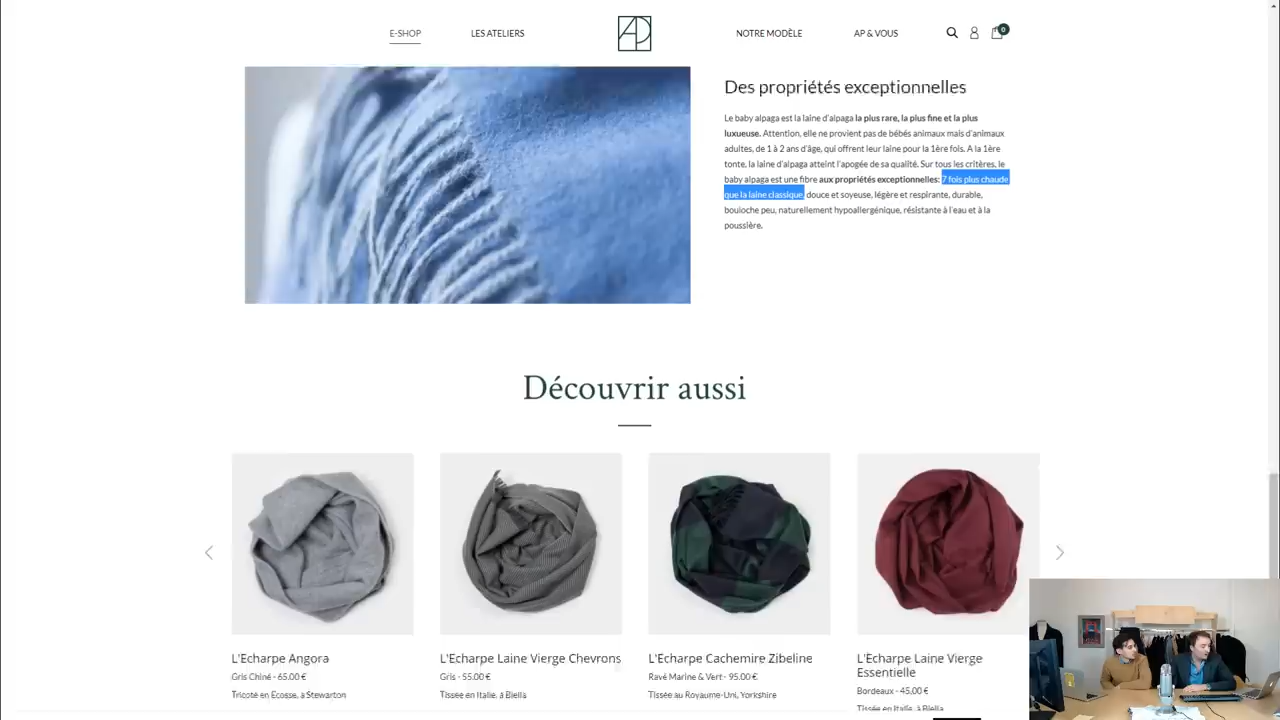 E-SHOP
LES ATELIERS
AP
NOTRE MODÈLE
AP & VOUS
0
Des propriétés exceptionnelles
Le baby alpaga est la laine d'alpaga la plus rare, la plus fine et la plus
luxueuse. Attention, elle ne provient pas de bébés animaux mais d'animaux
adultes, de 1 à 2 ans d'âge, qui offrent leur laine pour la 1ère fois. A la 1ère
tonte, la laine d'alpaga atteint l'apogée de sa qualité. Sur tous les critères, le
baby alpaga est une fibre aux propriétés exceptionnelles: 7 fois plus chaude
que la laine classique, douce et soyeuse, légère et respirante, durable,
bouloche peu, naturellement hypoallergénique, résistante à l'eau et à la
poussière.
Découvrir aussi
L'Echarpe Angora
Gris Chiné - 65.00 €
Tricoté en Ecosse, à Stewarton
L'Echarpe Laine Vierge Chevrons
Gris - 55.00 €
Tissée en Italie, à Biella
L'Echarpe Cachemire Zibeline
Ravé Marine & Vert - 95.00 €
Tissée au Royaume-Uni, Yorkshire
L'Echarpe Laine Vierge
Essentielle
Bordeaux - 45.00 €
Tissée en Italie, à Biella